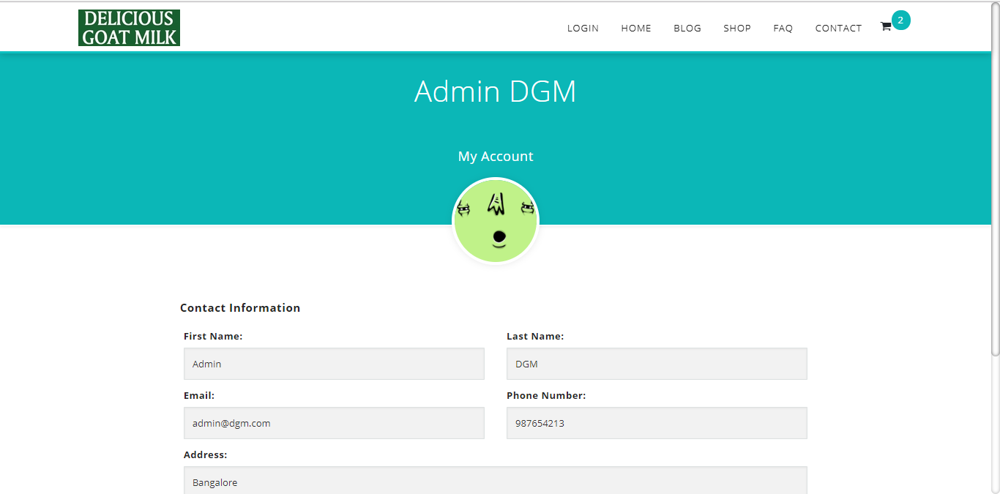 DELICIOUS
GOAT MILK
LOGIN HOME BLOG SHOP FAQ CONTACT 2
Admin DGM
My Account
Contact Information
First Name: Last Name:
Admin DGM
Email: Phone Number:
admin@dgm.com 987654213
Address:
Bangalore